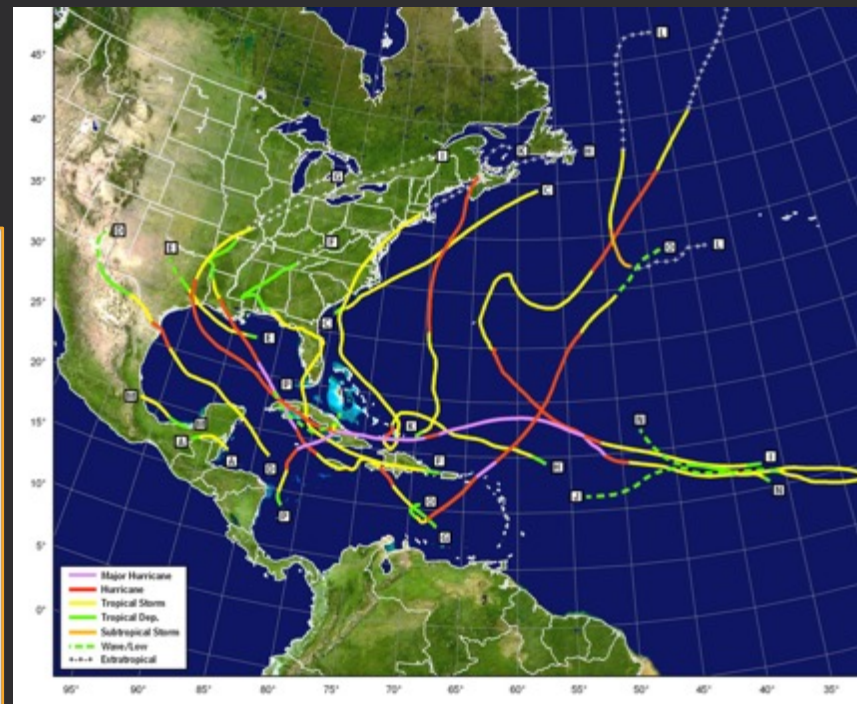 L
45°
40°
K
H
G
35°
C
L
F
O
30°
C
E
25°
P
N
K
20°
A
A
F
I
H
O
N
J
15°
P
G
10°
5°
0°
Major Hurricane
Hurricane
Tropical Storm
Tropical Dep.
Subtropical Storm
Wave/Low
Extratropical
95° 90° 85° 80° 75° 70° 65° 60° 55° 50° 45° 40° 35°